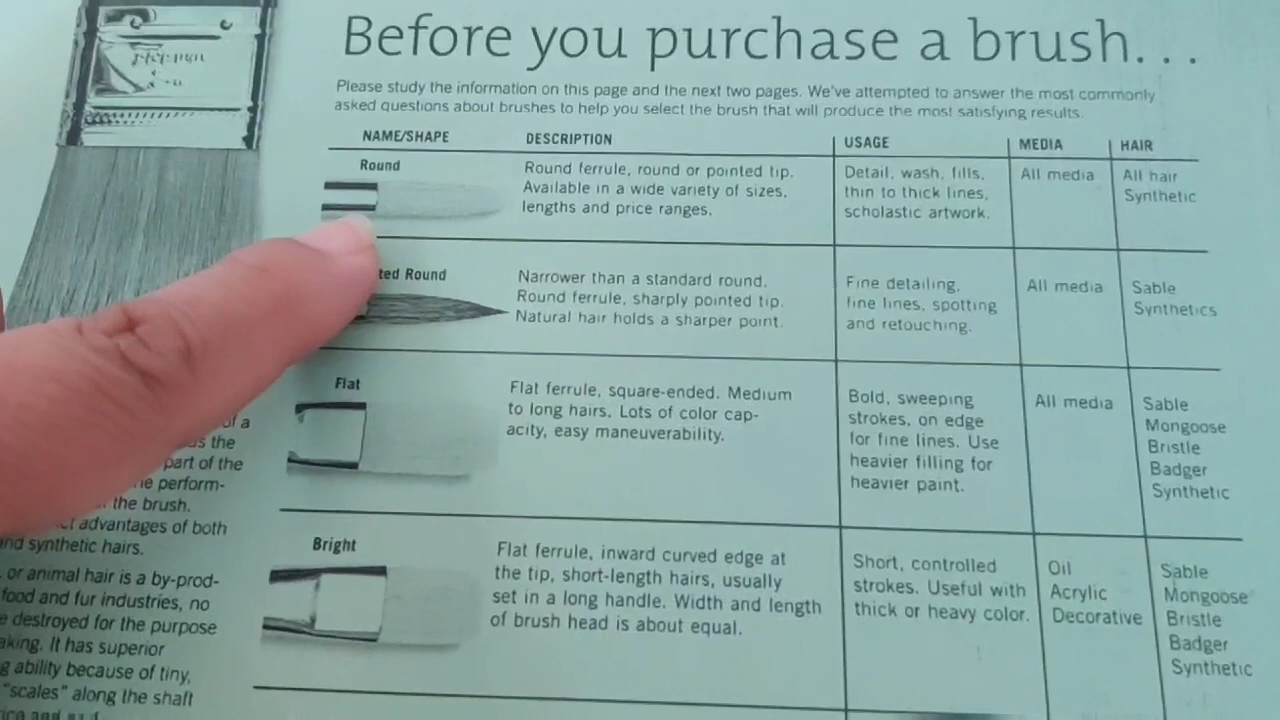 Before you purchase a brush...
Please study the information on this page and the next two pages. We've attempted to answer the most commonly
asked questions about brushes to help you select the brush that will produce the most satisfying results.
NAME/SHAPE DESCRIPTION USAGE MEDIA HAIR
Round
Round ferrule, round or pointed tip.
Available in a wide variety of sizes,
lengths and price ranges.
Detail, wash, fills,
thin to thick lines,
scholastic artwork.
All media
All hair
Synthetic
ted Round
Narrower than a standard round.
Round ferrule, sharply pointed tip.
Natural hair holds a sharper point.
Fine detailing,
fine lines, spotting
and retouching.
All media
Sable
Synthetics
Flat
Flat ferrule, square-ended. Medium
to long hairs. Lots of color cap-
acity, easy maneuverability.
Bold, sweeping
strokes, on edge
for fine lines. Use
heavier filling for
heavier paint.
All media
Sable
Mongoose
Bristle
Badger
Synthetic
Bright
Flat ferrule, inward curved edge at
the tip, short-length hairs, usually
set in a long handle. Width and length
of brush head is about equal.
Short, controlled
strokes. Useful with
thick or heavy color.
Oil
Acrylic
Decorative
Sable
Mongoose
Bristle
Badger
Synthetic
of a
the
part of the
perform-
the brush.
advantages of both
and synthetic hairs.
or animal hair is a by-prod-
food and fur industries, no
destroyed for the purpose
aking. It has superior
ability because of tiny,
"scales" along the shaft